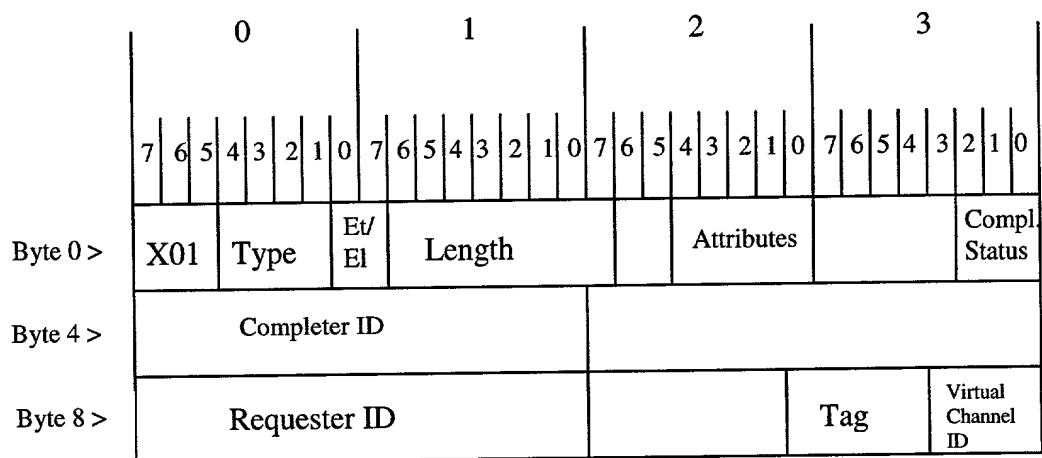 0 1 2 3
7 6 5 4 3 2 1 0 7 6 5 4 3 2 1 0 7 6 5 4 3 2 1 0 7 6 5 4 3 2 1 0
Byte 0 > X01 Type Et/ El Length Attributes Compl. Status
Byte 4 > Completer ID
Byte 8 > Requester ID Tag Virtual Channel ID